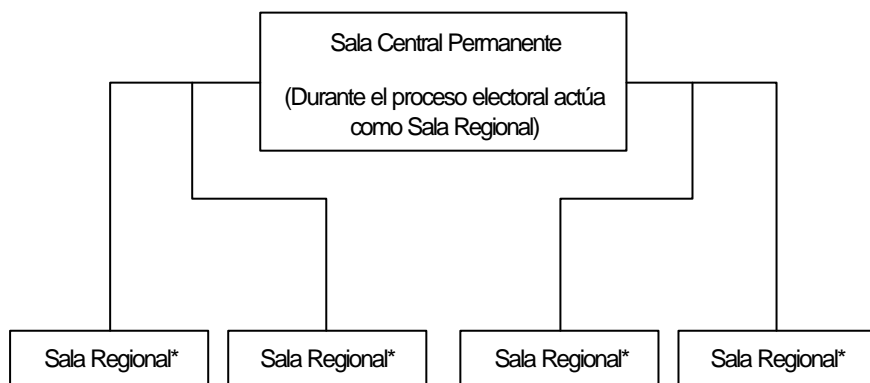 Sala Central Permanente
(Durante el proceso electoral actúa
como Sala Regional)
Sala Regional*
Sala Regional*
Sala Regional*
Sala Regional*